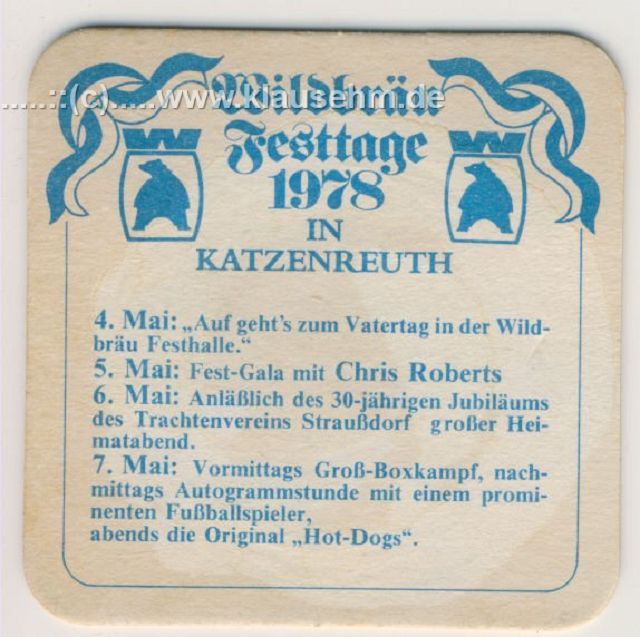 Wildbräu
.....::(c).....www.klausehm.de
Festtage
1978
IN
KATZENREUTH
W
W
4. Mai: „Auf geht's zum Vatertag in der Wild-
bräu Festhalle.“
5. Mai: Fest-Gala mit Chris Roberts
6. Mai: Anläßlich des 30-jährigen Jubiläums
des Trachtenvereins Straußdorf großer Hei-
matabend.
7. Mai: Vormittags Groß-Boxkampf, nach-
mittags Autogrammstunde mit einem promi-
nenten Fußballspieler,
abends die Original „Hot-Dogs“.